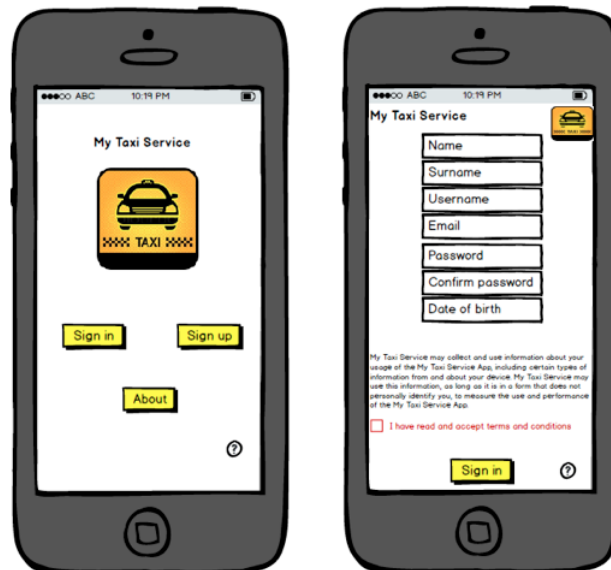 ABC 10:19 PM
My Taxi Service
TAXI
Sign in
Sign up
About
?
ABC 10:19 PM
My Taxi Service
TAXI
Name
Surname
Username
Email
Password
Confirm password
Date of birth
My Taxi Service may collect and use information about your
usage of the My Taxi Service App, including certain types of
information from and about your device. My Taxi Service may
use this information, as long as it is in a form that does not
personally identify you, to measure the use and performance
of the My Taxi Service App.
I have read and accept terms and conditions
Sign in
?